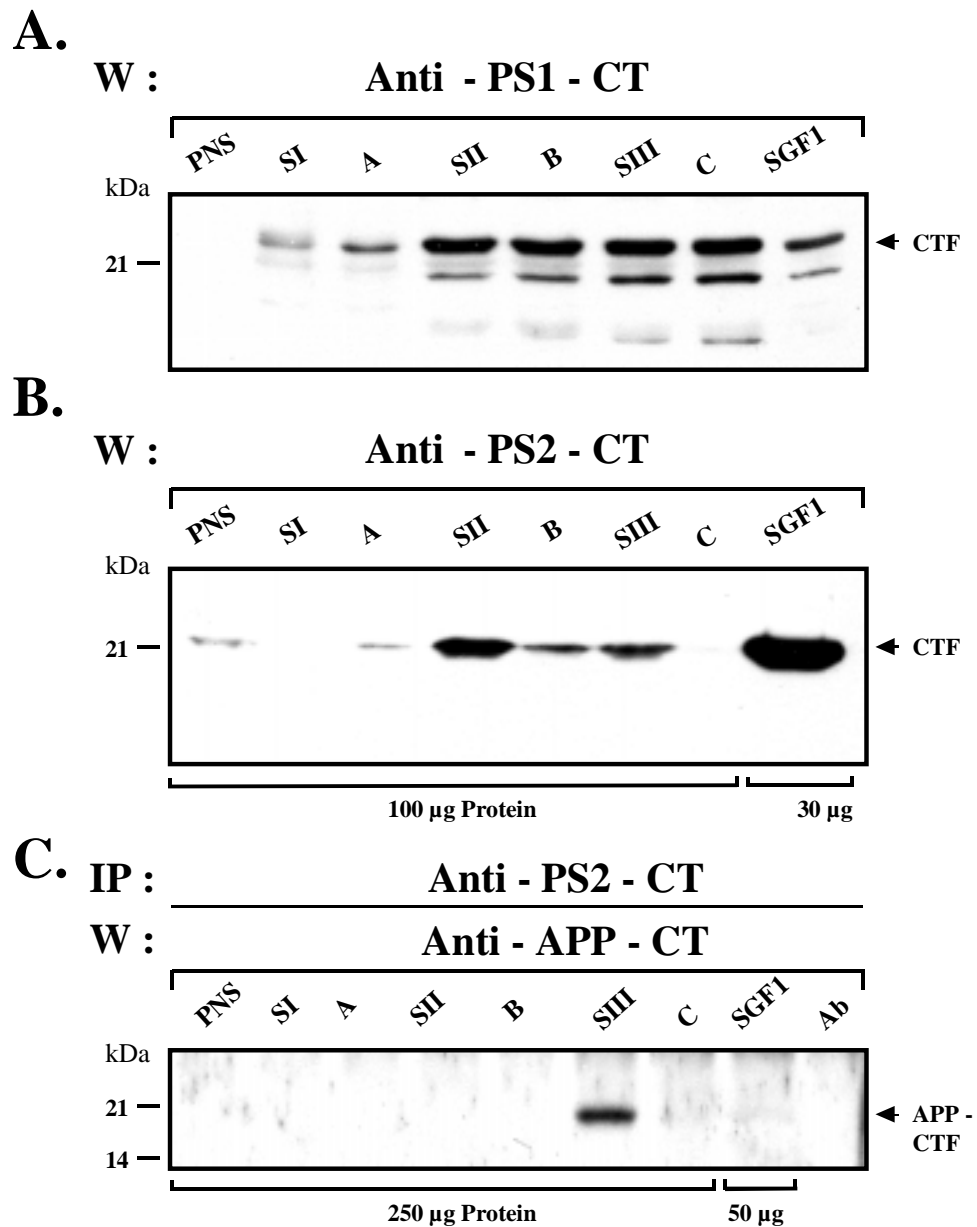 A.
W : Anti - PS1 - CT
PNS SI A SII B SIII C SGF1
kDa
21
CTF
B.
W : Anti - PS2 - CT
PNS SI A SII B SIII C SGF1
kDa
21
CTF
100 µg Protein 30 µg
C.
IP : Anti - PS2 - CT
W : Anti - APP - CT
PNS SI A SII B SIII C SGF1 Ab
kDa
21
APP -
CTF
14
250 µg Protein 50 µg